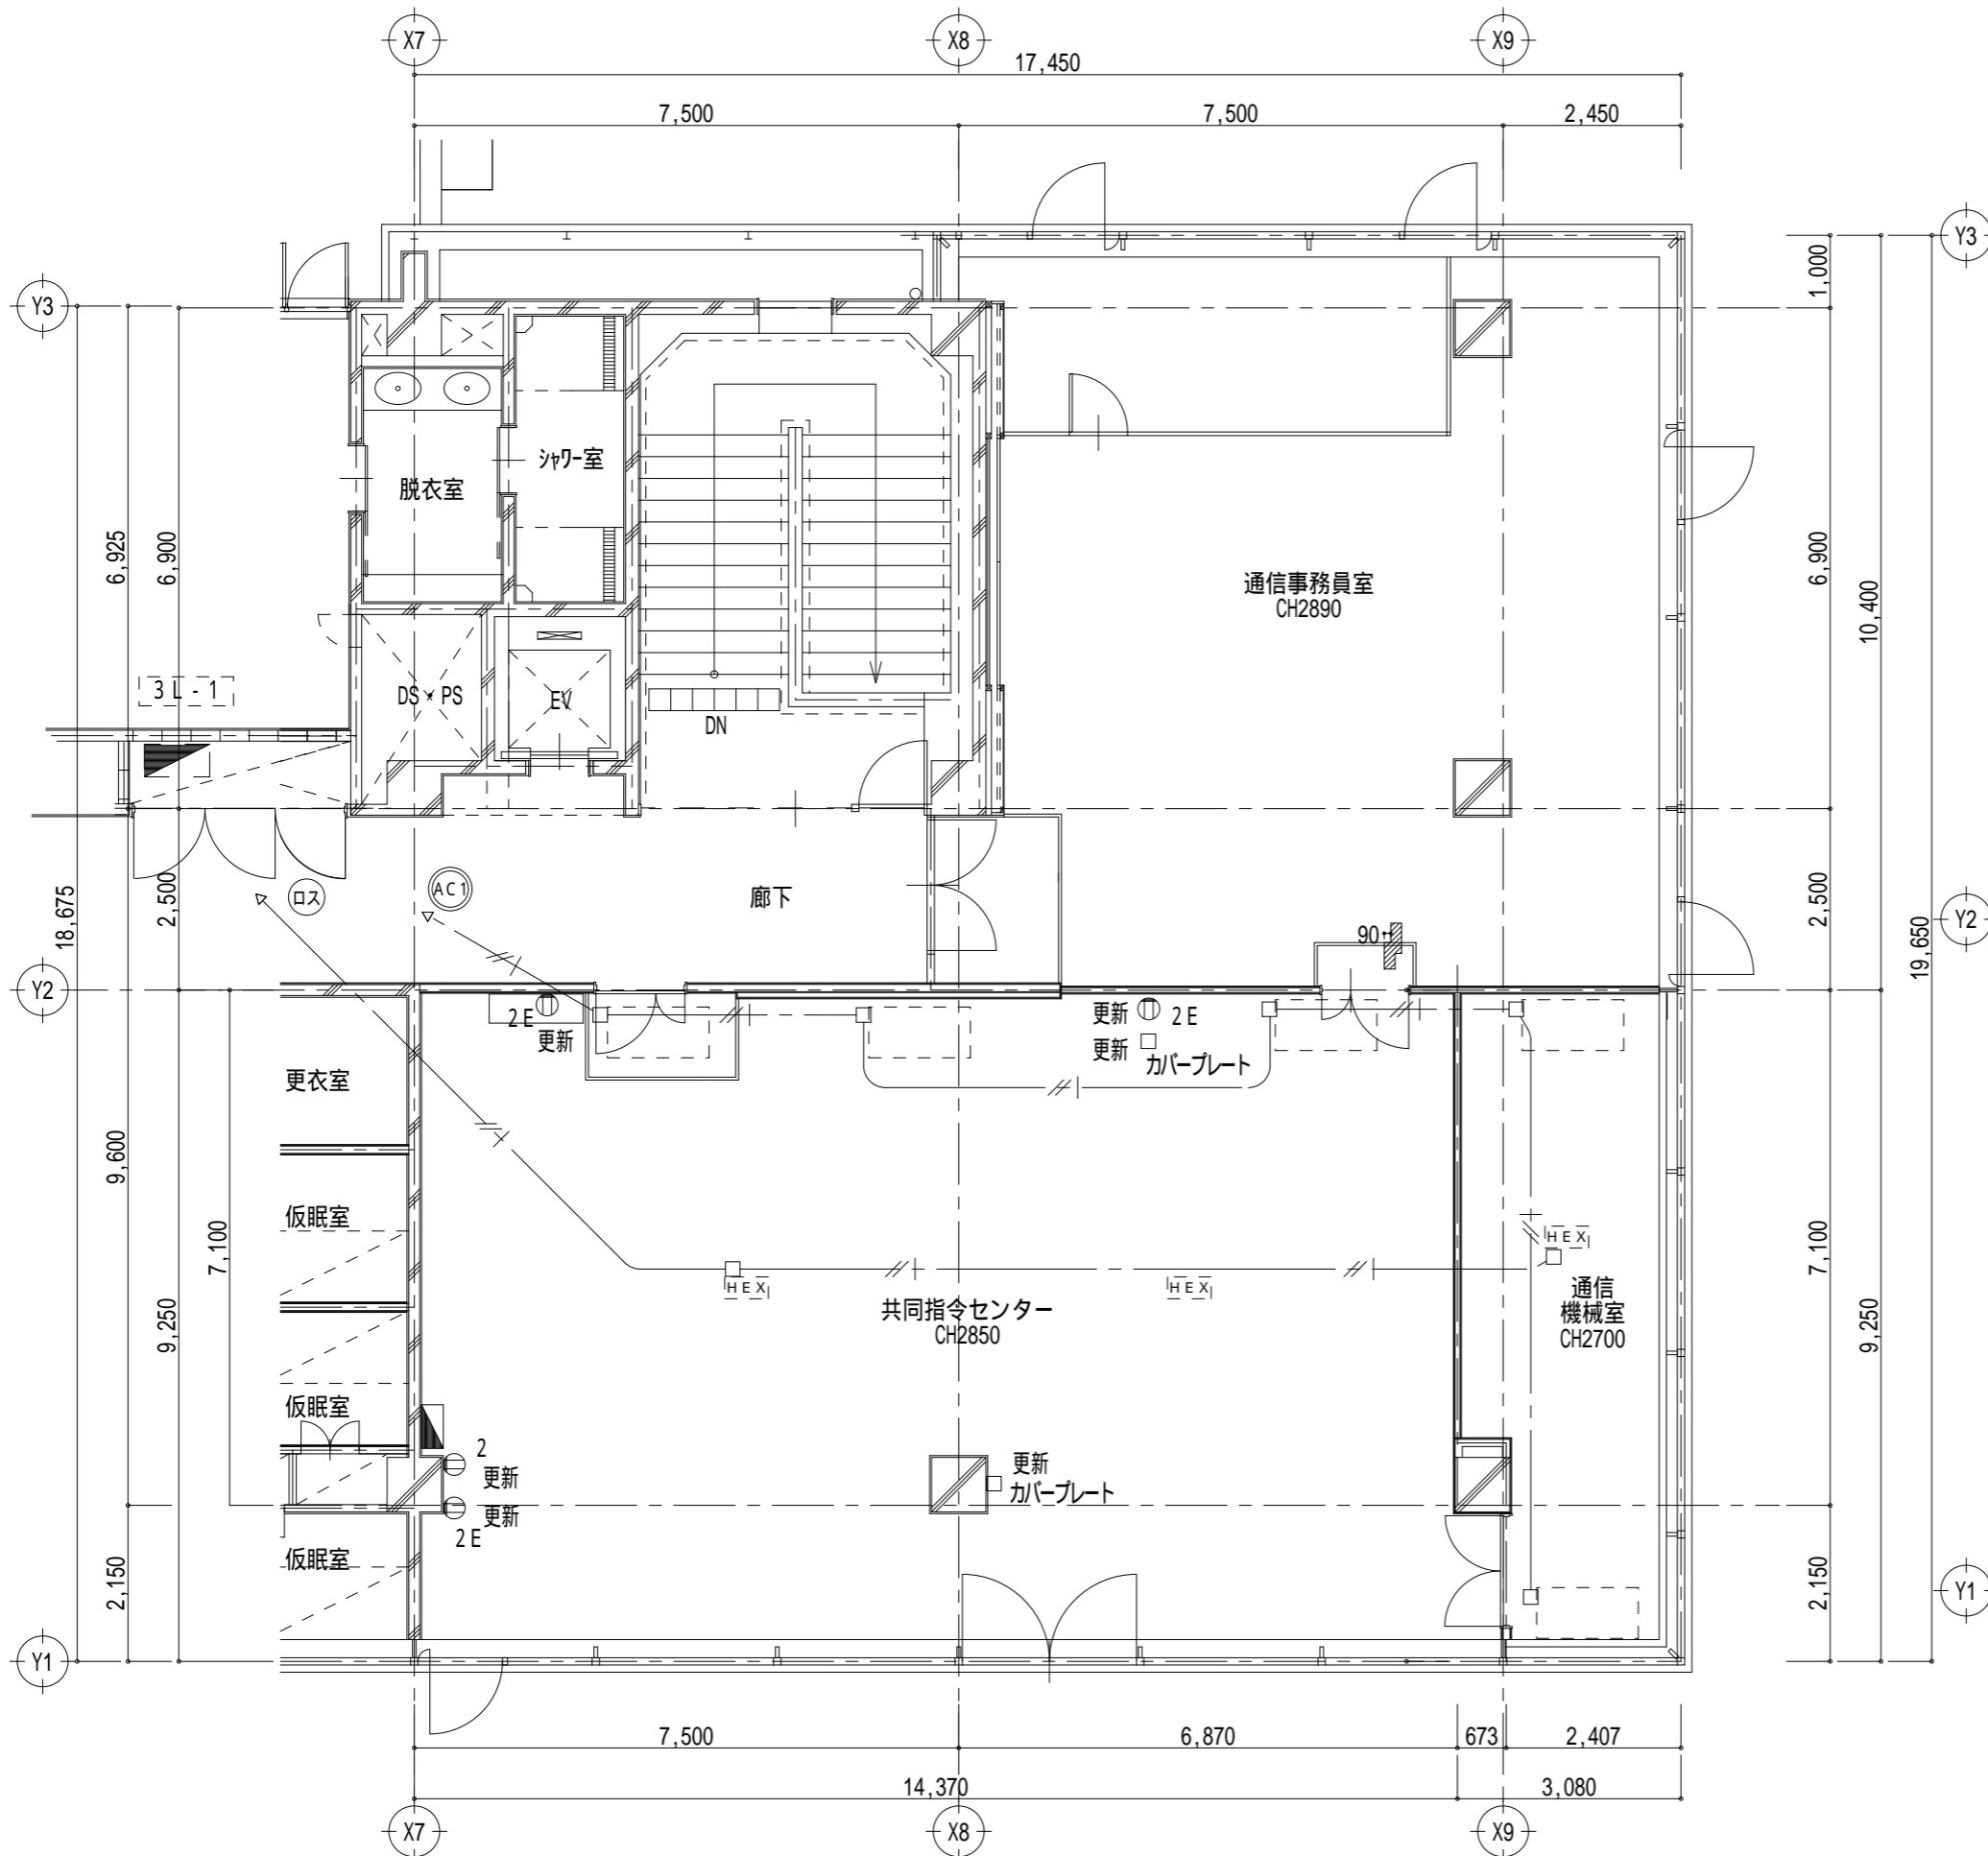 X7
X8
X9
17,450
7,500
7,500
2,450
Y3
Y3
1,000
6,925
6,900
脱衣室
シャワー室
通信事務員室
CH2890
6,900
10,400
3L-1
DS・PS
EV
DN
18,675
2,500
ロス
AC1
廊下
90
2,500
19,650
Y2
Y2
2E
更新
更新
2E
更新
カバープレート
更衣室
9,600
仮眠室
7,100
9,250
HEX
HEX
HEX
共同指令センター
CH2850
通信
機械室
CH2700
7,100
9,250
仮眠室
2
更新
更新
2E
更新
カバープレート
仮眠室
2,150
2,150
Y1
Y1
7,500
6,870
673
2,407
14,370
3,080
X7
X8
X9